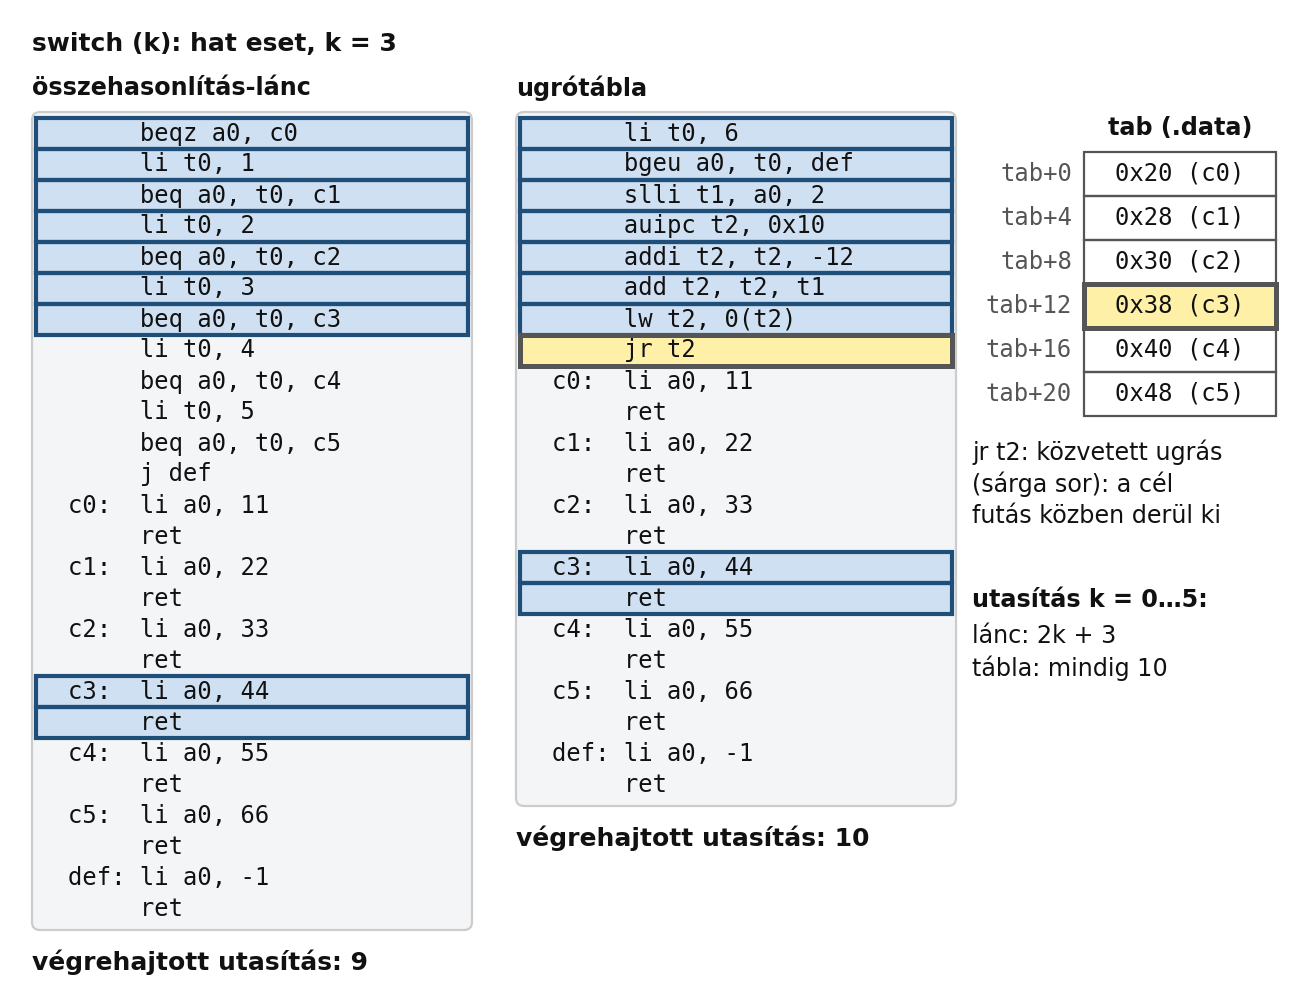 switch (k): hat eset, k = 3
összehasonlítás-lánc
beqz a0, c0
li t0, 1
beq a0, t0, c1
li t0, 2
beq a0, t0, c2
li t0, 3
beq a0, t0, c3
li t0, 4
beq a0, t0, c4
li t0, 5
beq a0, t0, c5
j def
c0: li a0, 11
ret
c1: li a0, 22
ret
c2: li a0, 33
ret
c3: li a0, 44
ret
c4: li a0, 55
ret
c5: li a0, 66
ret
def: li a0, -1
ret
végrehajtott utasítás: 9
ugrótábla
li t0, 6
bgeu a0, t0, def
slli t1, a0, 2
auipc t2, 0x10
addi t2, t2, -12
add t2, t2, t1
lw t2, 0(t2)
jr t2
c0: li a0, 11
ret
c1: li a0, 22
ret
c2: li a0, 33
ret
c3: li a0, 44
ret
c4: li a0, 55
ret
c5: li a0, 66
ret
def: li a0, -1
ret
végrehajtott utasítás: 10
tab (.data)
tab+0 0x20 (c0)
tab+4 0x28 (c1)
tab+8 0x30 (c2)
tab+12 0x38 (c3)
tab+16 0x40 (c4)
tab+20 0x48 (c5)
jr t2: közvetett ugrás
(sárga sor): a cél
futás közben derül ki
utasítás k = 0…5:
lánc: 2k + 3
tábla: mindig 10